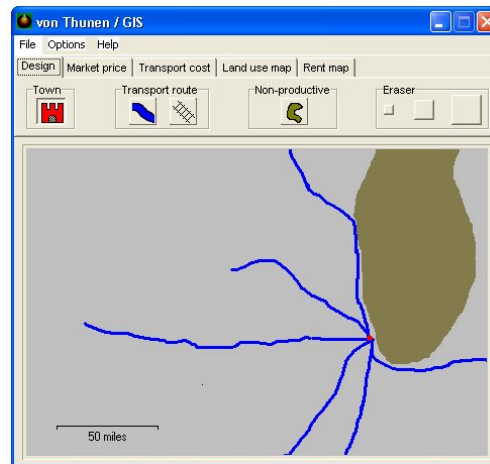 von Thunen / GIS
File Options Help
Design Market price Transport cost Land use map Rent map
Town Transport route Non-productive Eraser
50 miles